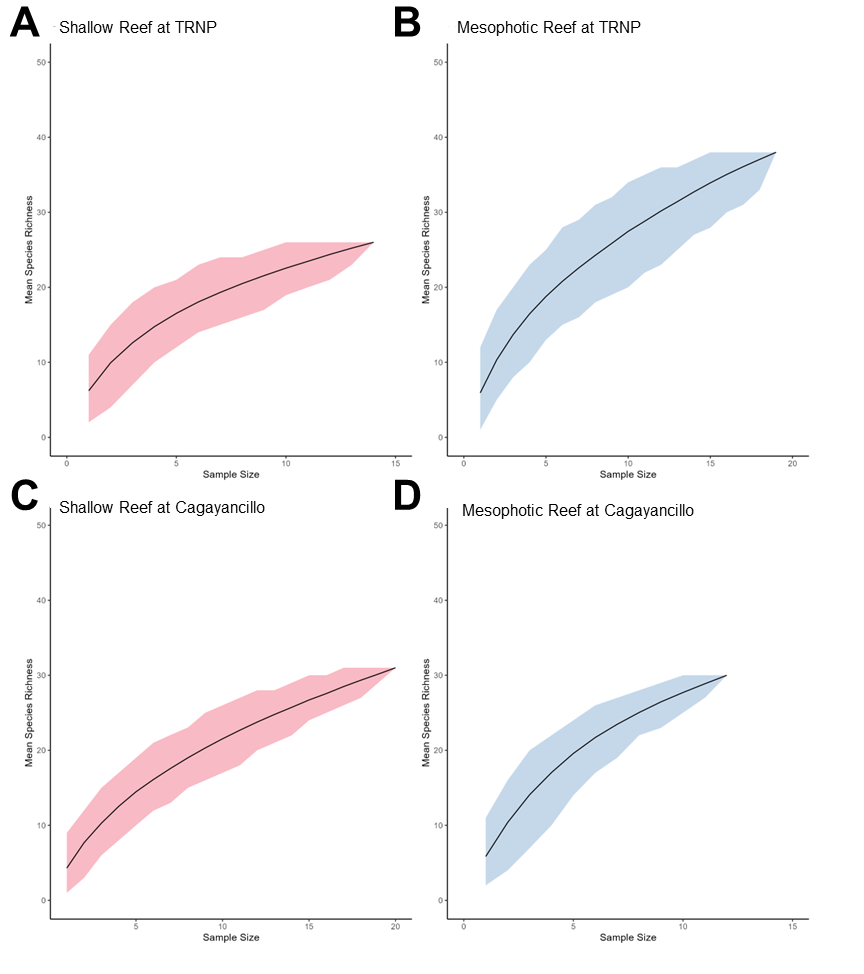 A
Shallow Reef at TRNP
50
40
30
20
10
0
Mean Species Richness
0 5 10 15
Sample Size
B
Mesophotic Reef at TRNP
50
40
30
20
10
0
Mean Species Richness
0 5 10 15 20
Sample Size
C
Shallow Reef at Cagayancillo
50
40
30
20
10
0
Mean Species Richness
5 10 15 20
Sample Size
D
Mesophotic Reef at Cagayancillo
50
40
30
20
10
0
Mean Species Richness
0 5 10 15
Sample Size